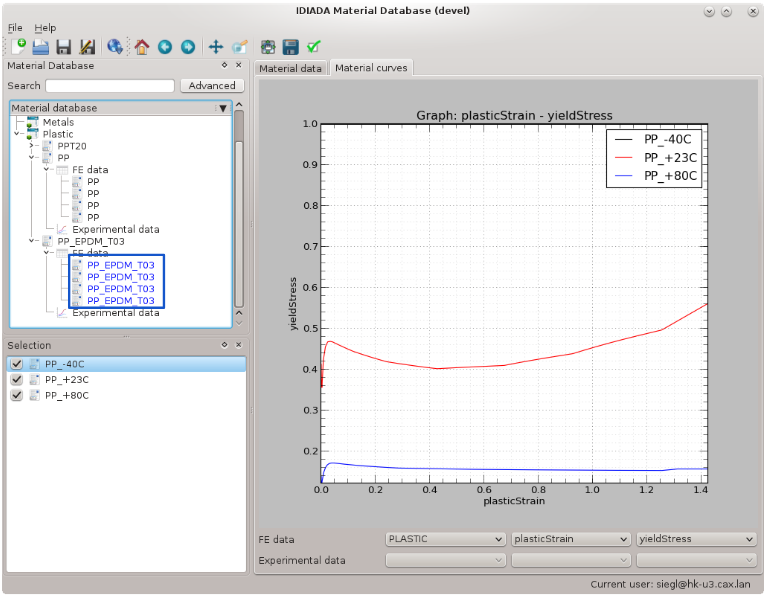 IDIADA Material Database (devel)
File Help
Material Database
Search Advanced
Material database
Metals
Plastic
PPT20
PP
FE data
PP
PP
PP
PP
Experimental data
PP_EPDM_T03
FE data
PP_EPDM_T03
PP_EPDM_T03
PP_EPDM_T03
PP_EPDM_T03
Experimental data
Selection
PP_-40C
PP_+23C
PP_+80C
Material data Material curves
Graph: plasticStrain - yieldStress
1.0
0.9
0.8
0.7
0.6
0.5
0.4
0.3
0.2
yieldStress
PP_-40C
PP_+23C
PP_+80C
0.0 0.2 0.4 0.6 0.8 1.0 1.2 1.4
plasticStrain
FE data PLASTIC plasticStrain yieldStress
Experimental data
Current user: siegl@hk-u3.cax.lan